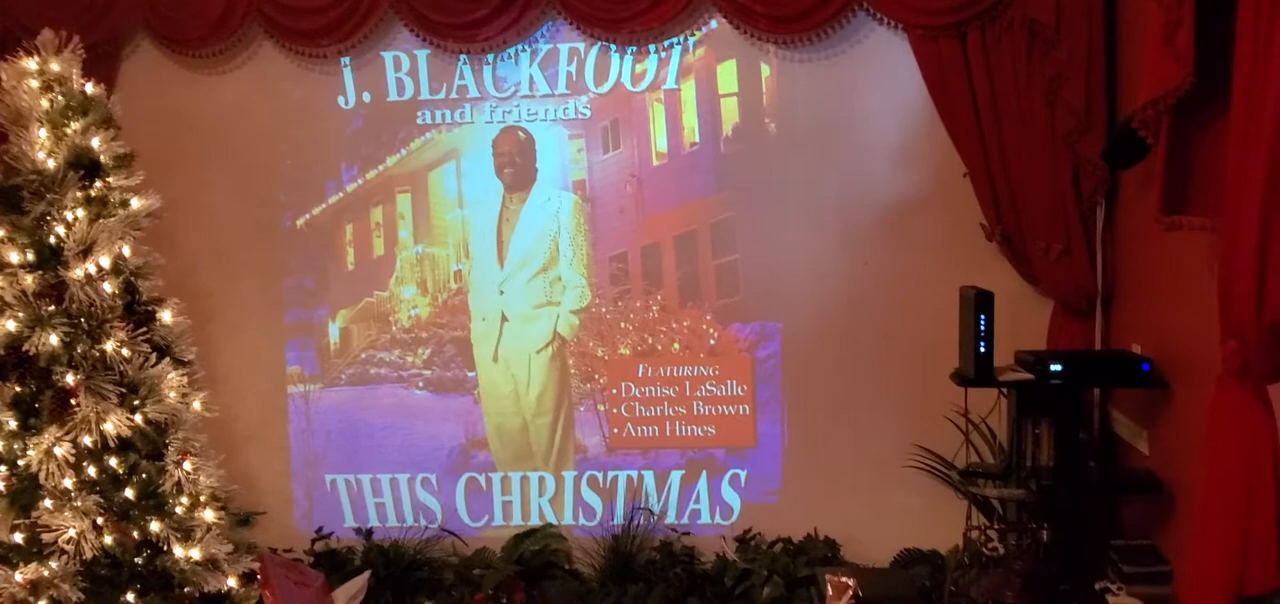 J. BLACKFOOT
and friends
FEATURING
• Denise LaSalle
• Charles Brown
• Ann Hines
THIS CHRISTMAS